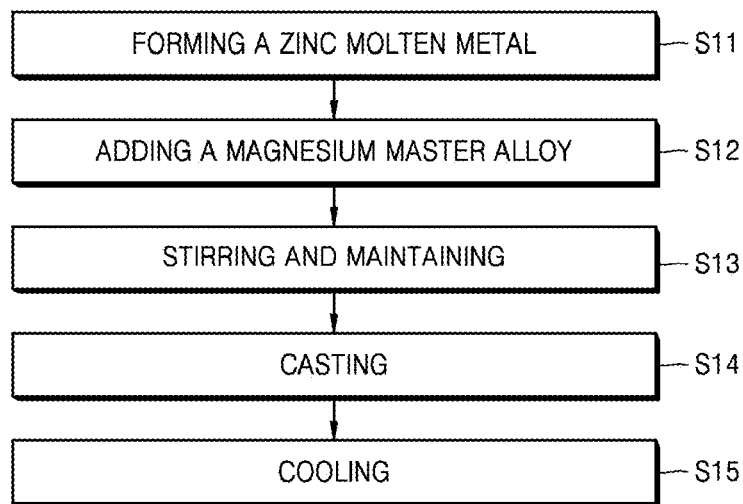 FORMING A ZINC MOLTEN METAL S11
ADDING A MAGNESIUM MASTER ALLOY S12
STIRRING AND MAINTAINING S13
CASTING S14
COOLING S15